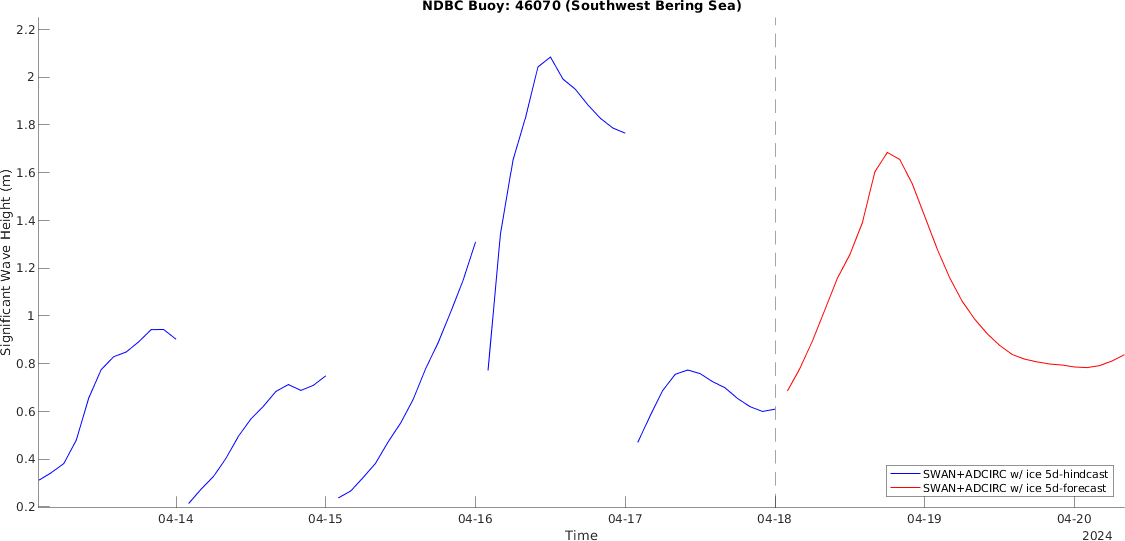 NDBC Buoy: 46070 (Southwest Bering Sea)
2.2
2
1.8
1.6
1.4
1.2
1
0.8
0.6
0.4
0.2
Significant Wave Height (m)
SWAN+ADCIRC w/ ice 5d-hindcast
SWAN+ADCIRC w/ ice 5d-forecast
04-14 04-15 04-16 04-17 04-18 04-19 04-20
Time
2024